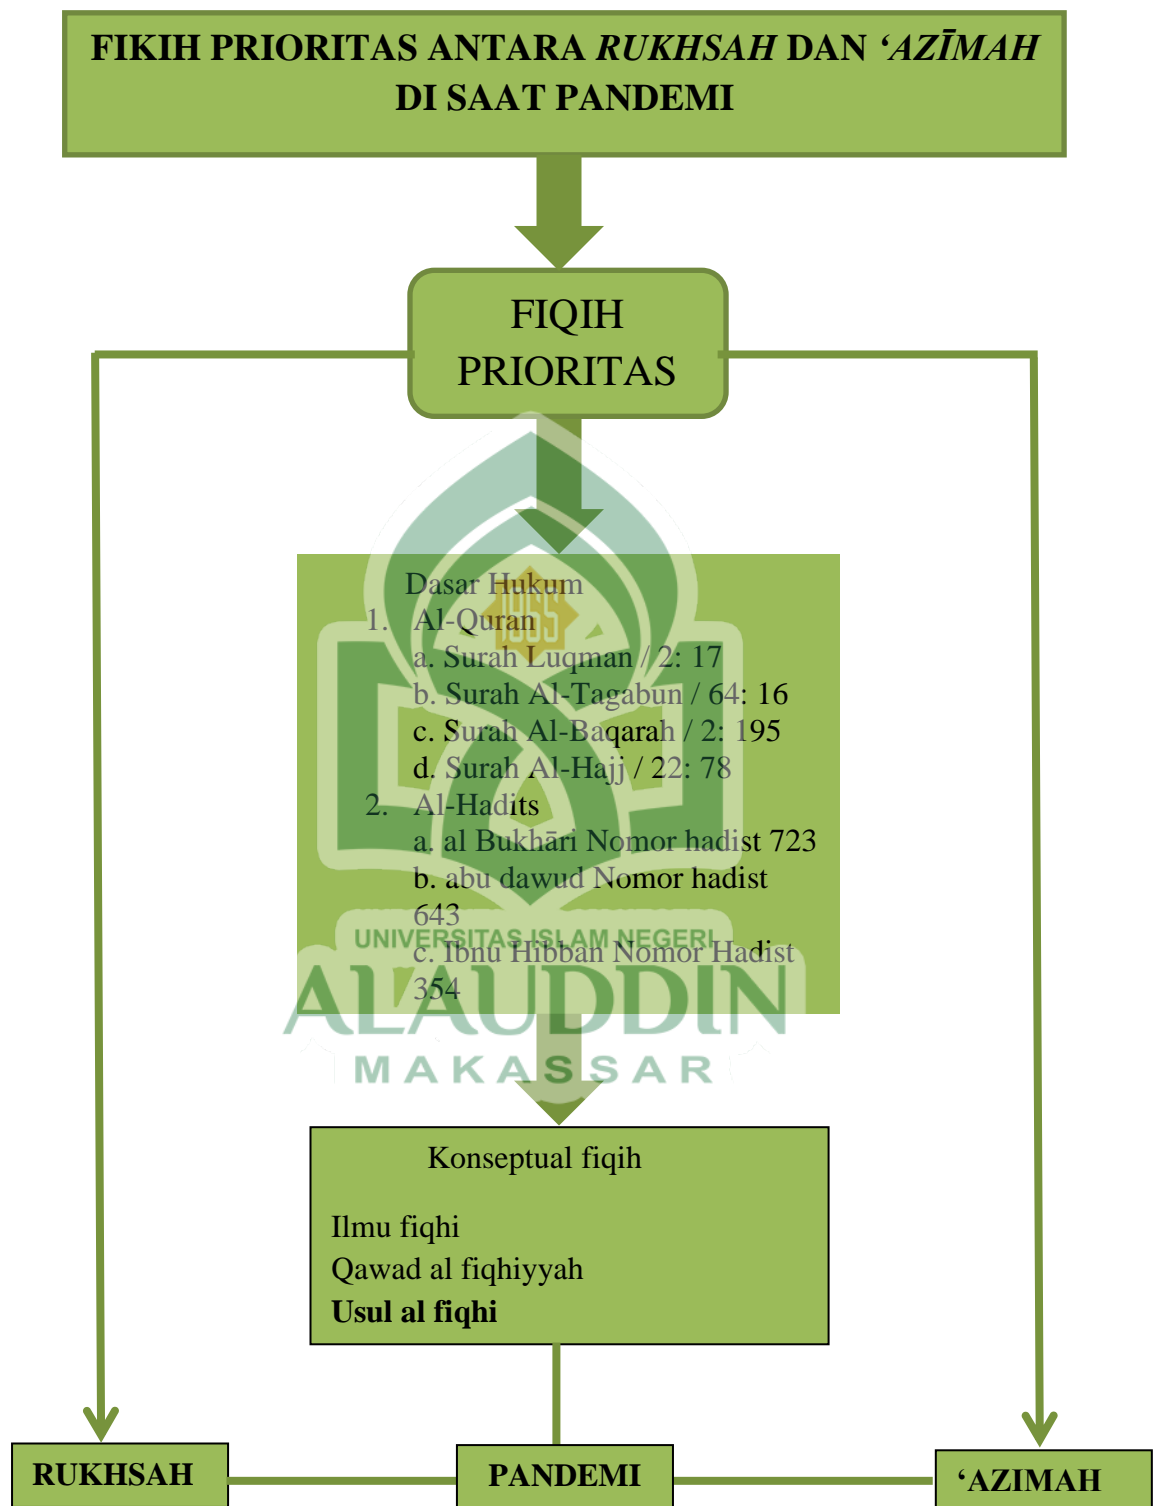 FIKIH PRIORITAS ANTARA RUKHSAH DAN ‘AZĪMAH
DI SAAT PANDEMI
FIQIH
PRIORITAS
Dasar Hukum
1. Al-Quran
a. Surah Luqman / 2: 17
b. Surah Al-Tagabun / 64: 16
c. Surah Al-Baqarah / 2: 195
d. Surah Al-Hajj / 22: 78
2. Al-Hadits
a. al Bukhāri Nomor hadist 723
b. abu dawud Nomor hadist
643
c. Ibnu Hibban Nomor Hadist
354
1965
UNIVERSITAS ISLAM NEGERI
ALAUDDIN
MAKASSAR
Konseptual fiqih
Ilmu fiqhi
Qawad al fiqhiyyah
Usul al fiqhi
RUKHSAH
PANDEMI
‘AZIMAH